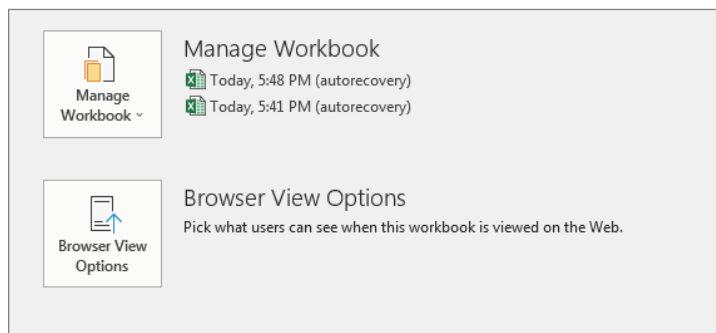 Manage Workbook
Today, 5:48 PM (autorecovery)
Today, 5:41 PM (autorecovery)
Manage
Workbook
Browser View Options
Pick what users can see when this workbook is viewed on the Web.
Browser View
Options